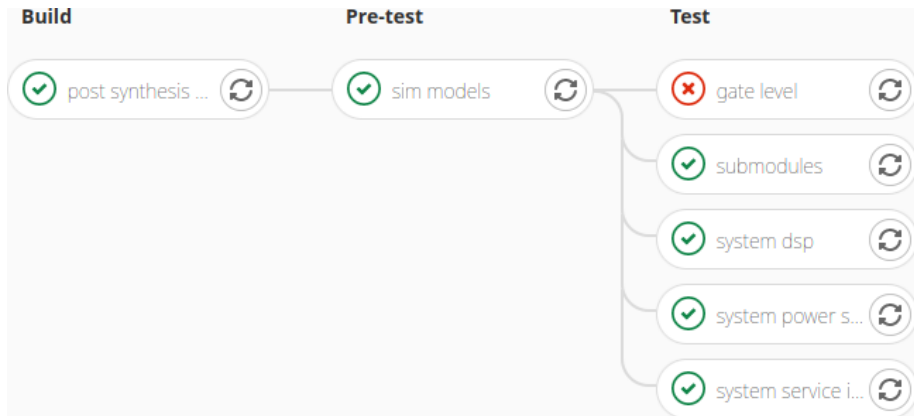 Build
Pre-test
Test
post synthesis ...
sim models
gate level
submodules
system dsp
system power s...
system service i...